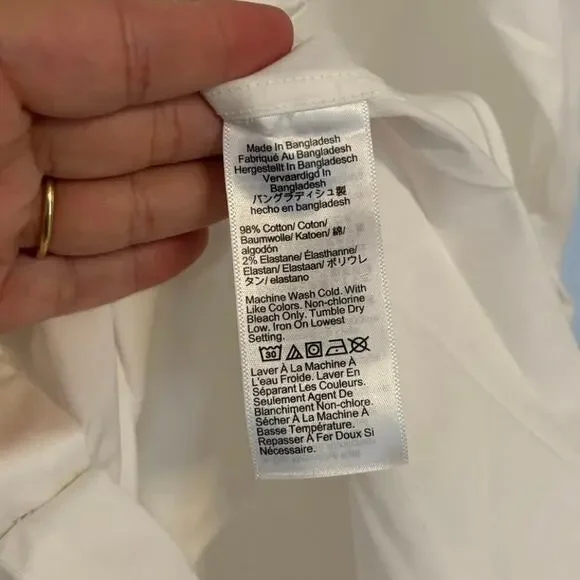 Made In Bangladesh
Fabriqué Au Bangladesh
Hergestellt In Bangladesch
Vervaardigd In
Bangladesh
バングラディシュ製
hecho en bangladesh
98% Cotton/ Coton/
Baumwolle/ Katoen/ 綿/
algodón
2% Elastane/ Élasthanne/
Elastan/ Elastaan/ ポリウレ
タン/ elastano
Machine Wash Cold. With
Like Colors. Non-chlorine
Bleach Only. Tumble Dry
Low. Iron On Lowest
Setting.
30
Laver À La Machine À
L'eau Froide. Laver En
Séparant Les Couleurs.
Seulement Agent De
Blanchiment Non-chlore.
Sécher À La Machine À
Basse Température.
Repasser À Fer Doux Si
Nécessaire.